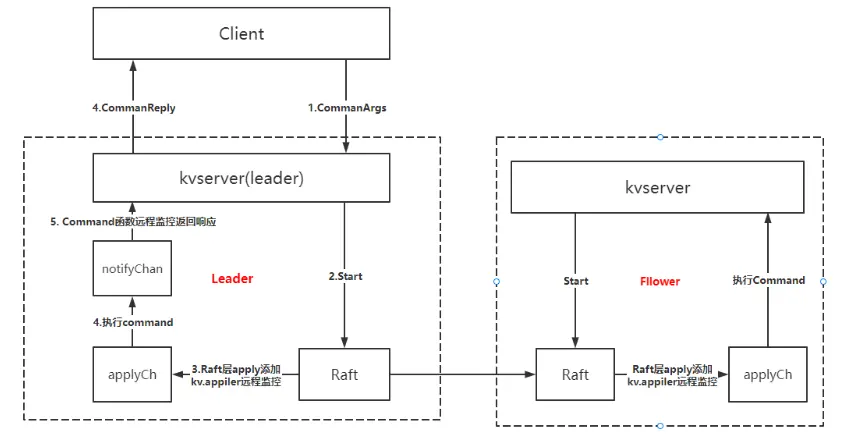 Client
4.CommanReply
1.CommanArgs
kvserver(leader)
kvserver
5. Command函数远程监控返回响应
notifyChan
Leader
2.Start
Start
Fllower
执行Command
4.执行command
applyCh
3.Raft层apply添加
kv.appiler远程监控
Raft
Raft
Raft层apply添加
kv.appiler远程监控
applyCh